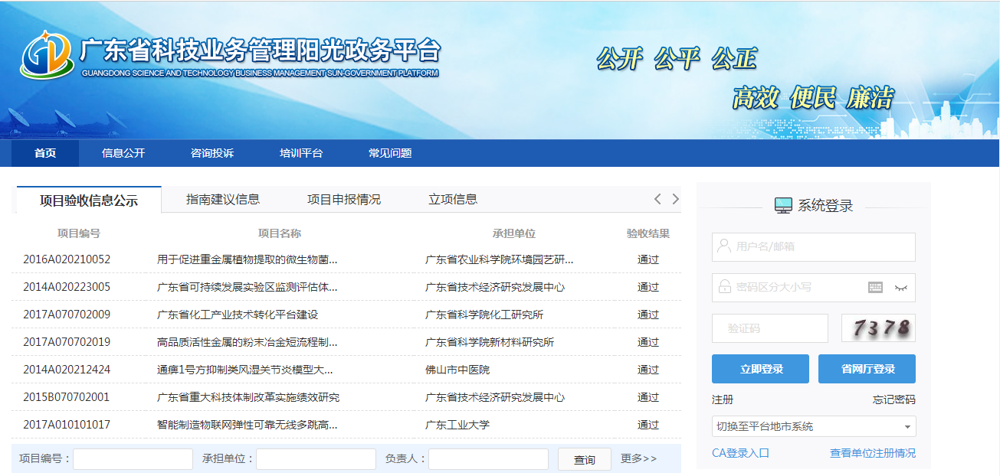 广东省科技业务管理阳光政务平台
GUANGDONG SCIENCE AND TECHNOLOGY BUSINESS MANAGEMENT SUN-GOVERNMENT PLATFORM
公开 公平 公正
高效 便民 廉洁
首页 信息公开 咨询投诉 培训平台 常见问题
项目验收信息公示 指南建议信息 项目申报情况 立项信息
项目编号 项目名称 承担单位 验收结果
2016A020210052 用于促进重金属植物提取的微生物菌... 广东省农业科学院环境园艺研... 通过
2014A020223005 广东省可持续发展实验区监测评估体... 广东省技术经济研究发展中心 通过
2017A070702009 广东省化工产业技术转化平台建设 广东省科学院化工研究所 通过
2017A070702019 高品质活性金属的粉末冶金短流程制... 广东省科学院新材料研究所 通过
2014A020212424 通痹1号方抑制类风湿关节炎模型大... 佛山市中医院 通过
2015B070702001 广东省重大科技体制改革实施绩效研究 广东省技术经济研究发展中心 通过
2017A010101017 智能制造物联网弹性可靠无线多跳高... 广东工业大学 通过
项目编号： 承担单位： 负责人： 查询 更多>>
系统登录
用户名/邮箱
密码区分大小写
验证码 7378
立即登录 省网厅登录
注册 忘记密码
切换至平台地市系统
CA登录入口 查看单位注册情况